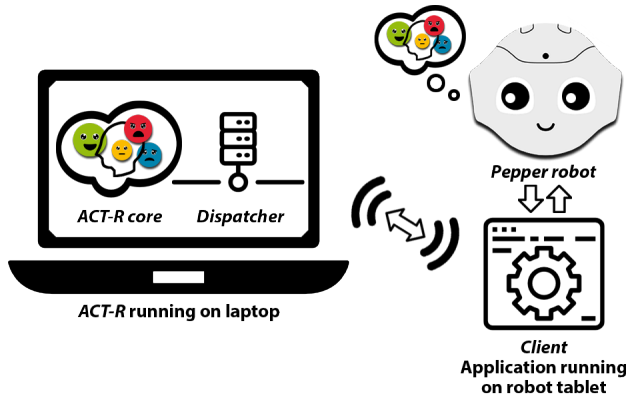 ACT-R core
Dispatcher
ACT-R running on laptop
Pepper robot
Client
Application running
on robot tablet